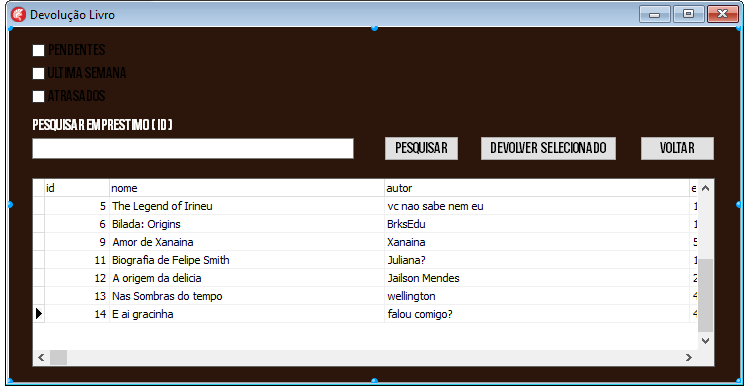 Devolução Livro
PENDENTES
ULTIMA SEMANA
ATRASADOS
PESQUISAR EMPRESTIMO ( ID )
PESQUISAR DEVOLVER SELECIONADO VOLTAR
id nome autor e
5 The Legend of Irineu vc nao sabe nem eu 1
6 Bilada: Origins BrksEdu 1
9 Amor de Xanaina Xanaina 5
11 Biografia de Felipe Smith Juliana? 1
12 A origem da delicia Jailson Mendes 2
13 Nas Sombras do tempo wellington 4
14 E ai gracinha falou comigo? 4